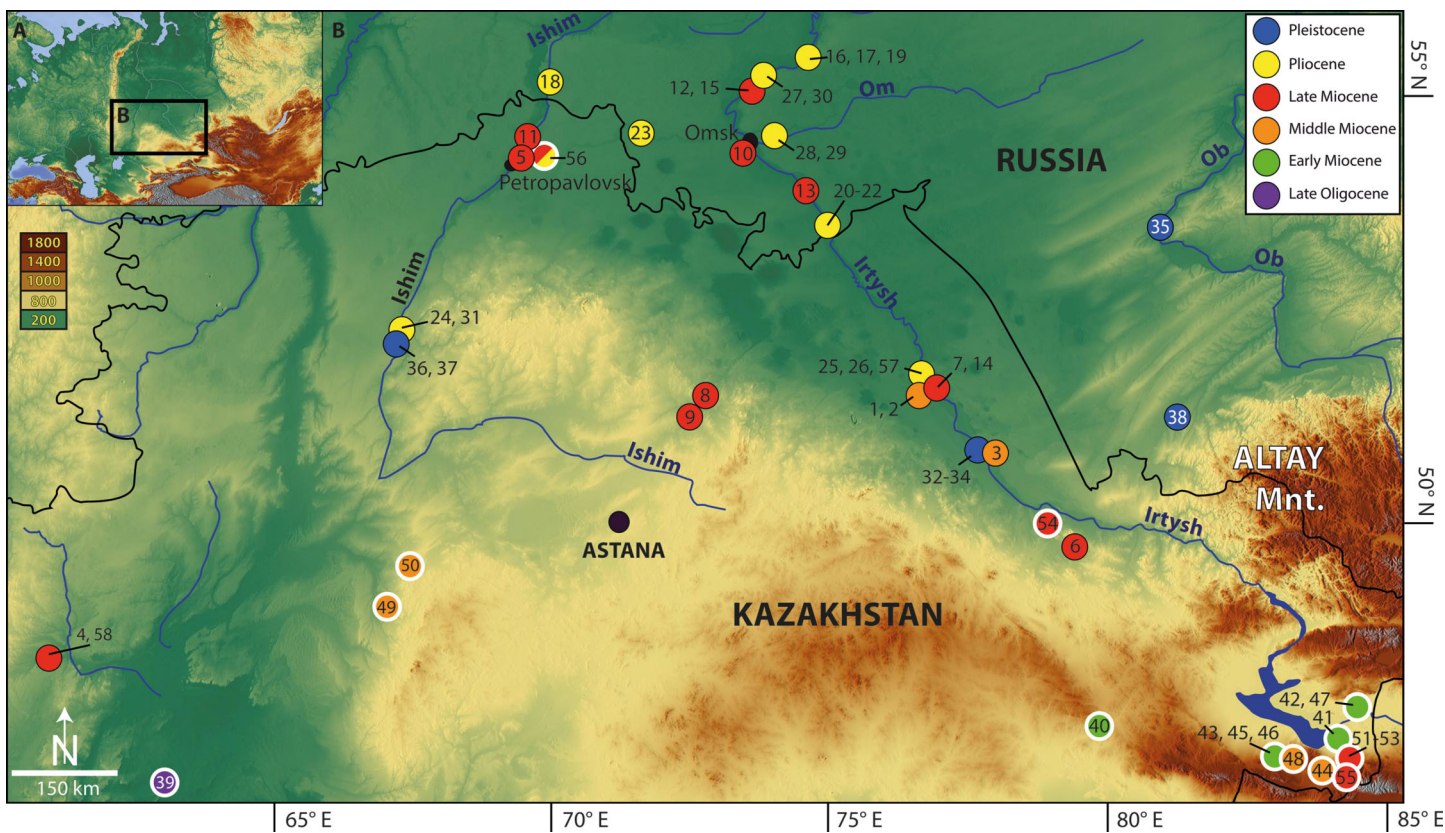 A
B
B
Ishim
Pleistocene
Pliocene
Late Miocene
Middle Miocene
Early Miocene
Late Oligocene
55° N
16, 17, 19
18
12, 15
27, 30
Om
11
23
Omsk
28, 29
5
56
10
Petropavlovsk
RUSSIA
Ob
13
20-22
35
Ob
1800
1400
1000
800
200
Ishim
Irtysh
24, 31
36, 37
25, 26, 57
7, 14
1, 2
8
9
38
Ishim
32-34
3
ALTAY
Mnt.
50° N
54
Irtysh
6
ASTANA
50
49
KAZAKHSTAN
4, 58
42, 47
41
40
43, 45, 46
51-53
48
44
55
N
150 km
39
65° E
70° E
75° E
80° E
85° E